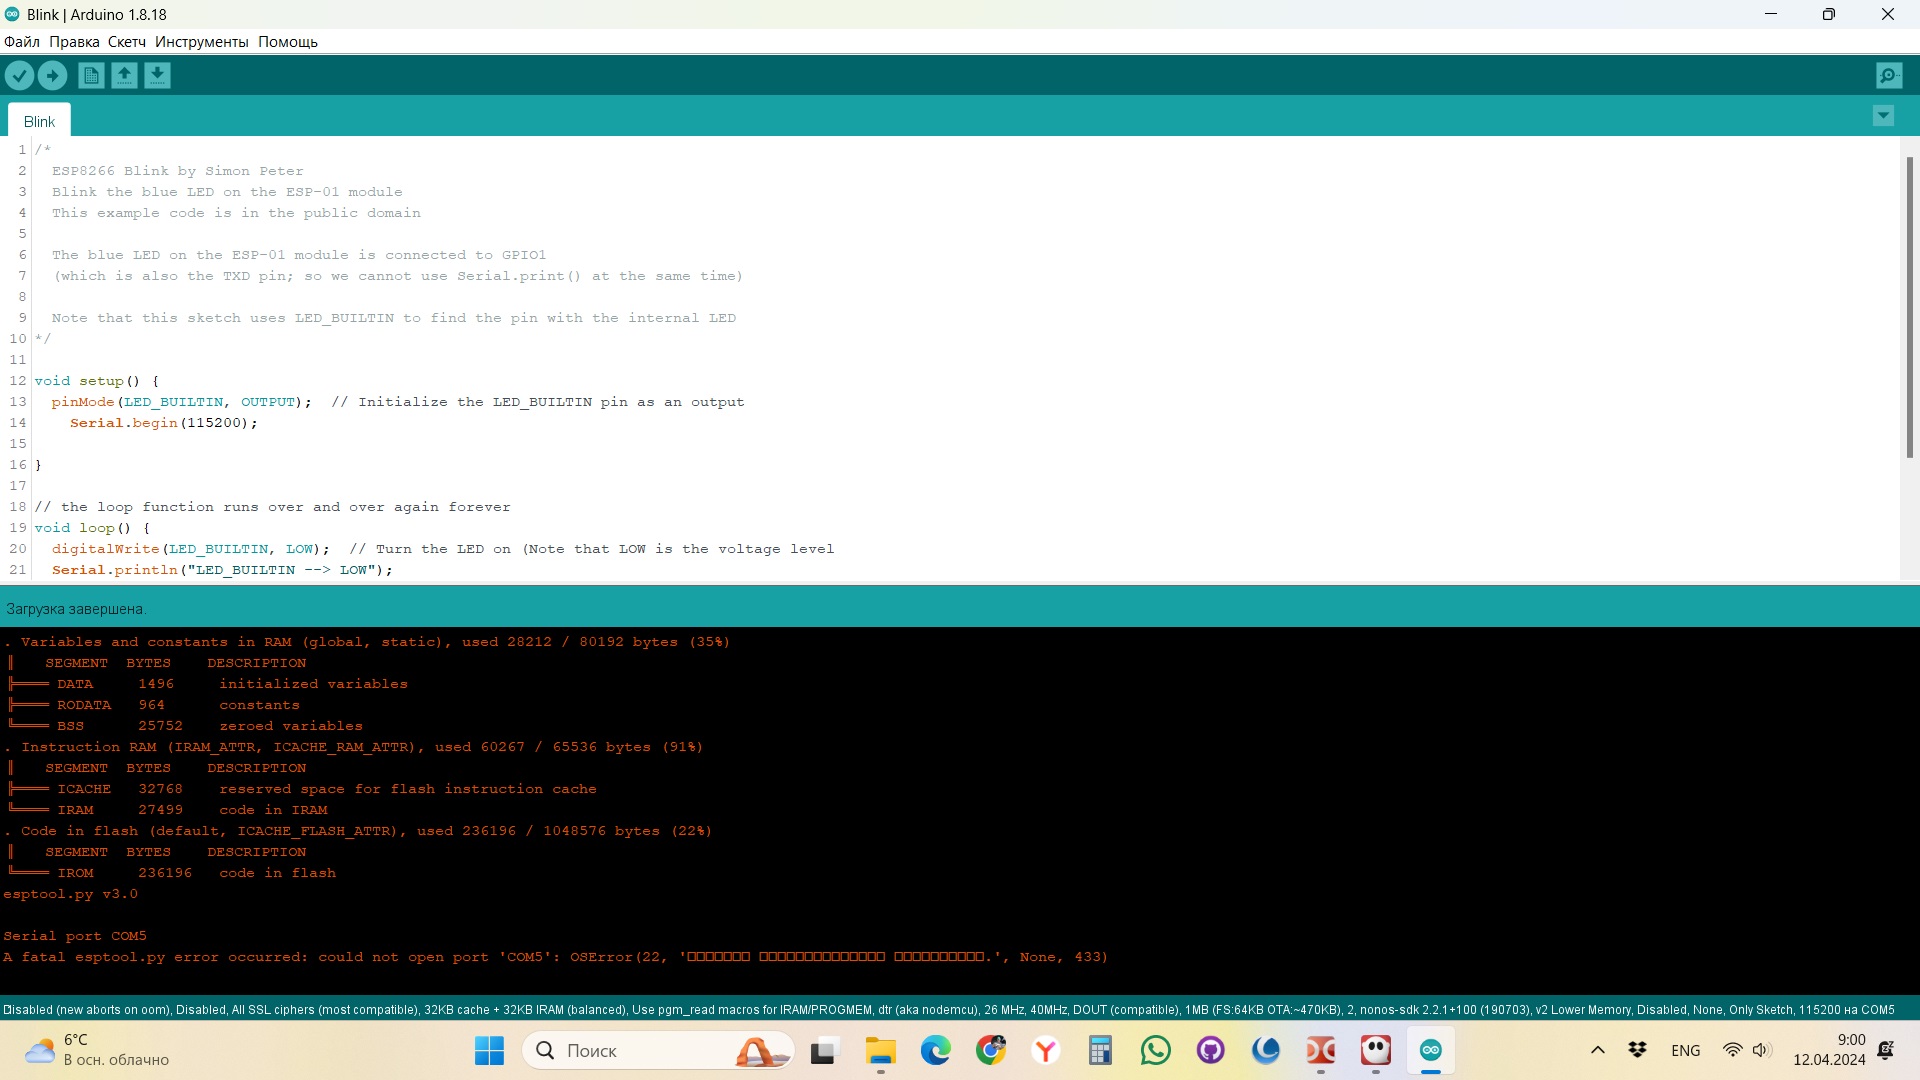 Blink | Arduino 1.8.18
Файл Правка Скетч Инструменты Помощь
Blink
1 /*
2 ESP8266 Blink by Simon Peter
3 Blink the blue LED on the ESP-01 module
4 This example code is in the public domain
5
6 The blue LED on the ESP-01 module is connected to GPIO1
7 (which is also the TXD pin; so we cannot use Serial.print() at the same time)
8
9 Note that this sketch uses LED_BUILTIN to find the pin with the internal LED
10 */
11
12 void setup() {
13 pinMode(LED_BUILTIN, OUTPUT);  // Initialize the LED_BUILTIN pin as an output
14 Serial.begin(115200);
15
16 }
17
18 // the loop function runs over and over again forever
19 void loop() {
20 digitalWrite(LED_BUILTIN, LOW);  // Turn the LED on (Note that LOW is the voltage level
21 Serial.println("LED_BUILTIN --> LOW");
Загрузка завершена.
. Variables and constants in RAM (global, static), used 28212 / 80192 bytes (35%)
║   SEGMENT  BYTES    DESCRIPTION
╠═══ DATA     1496     initialized variables
╠═══ RODATA   964      constants
╚═══ BSS      25752    zeroed variables
. Instruction RAM (IRAM_ATTR, ICACHE_RAM_ATTR), used 60267 / 65536 bytes (91%)
║   SEGMENT  BYTES    DESCRIPTION
╠═══ ICACHE   32768    reserved space for flash instruction cache
╚═══ IRAM     27499    code in IRAM
. Code in flash (default, ICACHE_FLASH_ATTR), used 236196 / 1048576 bytes (22%)
║   SEGMENT  BYTES    DESCRIPTION
╚═══ IROM     236196   code in flash
esptool.py v3.0
Serial port COM5
A fatal esptool.py error occurred: could not open port 'COM5': OSError(22, '□□□□□□□ □□□□□□□□□□□□□□ □□□□□□□□□□.', None, 433)
isabled (new aborts on oom), Disabled, All SSL ciphers (most compatible), 32KB cache + 32KB IRAM (balanced), Use pgm_read macros for IRAM/PROGMEM, dtr (aka nodemcu), 26 MHz, 40MHz, DOUT (compatible), 1MB (FS:64KB OTA:~470KB), 2, nonos-sdk 2.2.1+100 (190703), v2 Lower Memory, Disabled, None, Only Sketch, 115200 на COM5
6°C
В осн. облачно
Поиск
ENG
9:00
12.04.2024